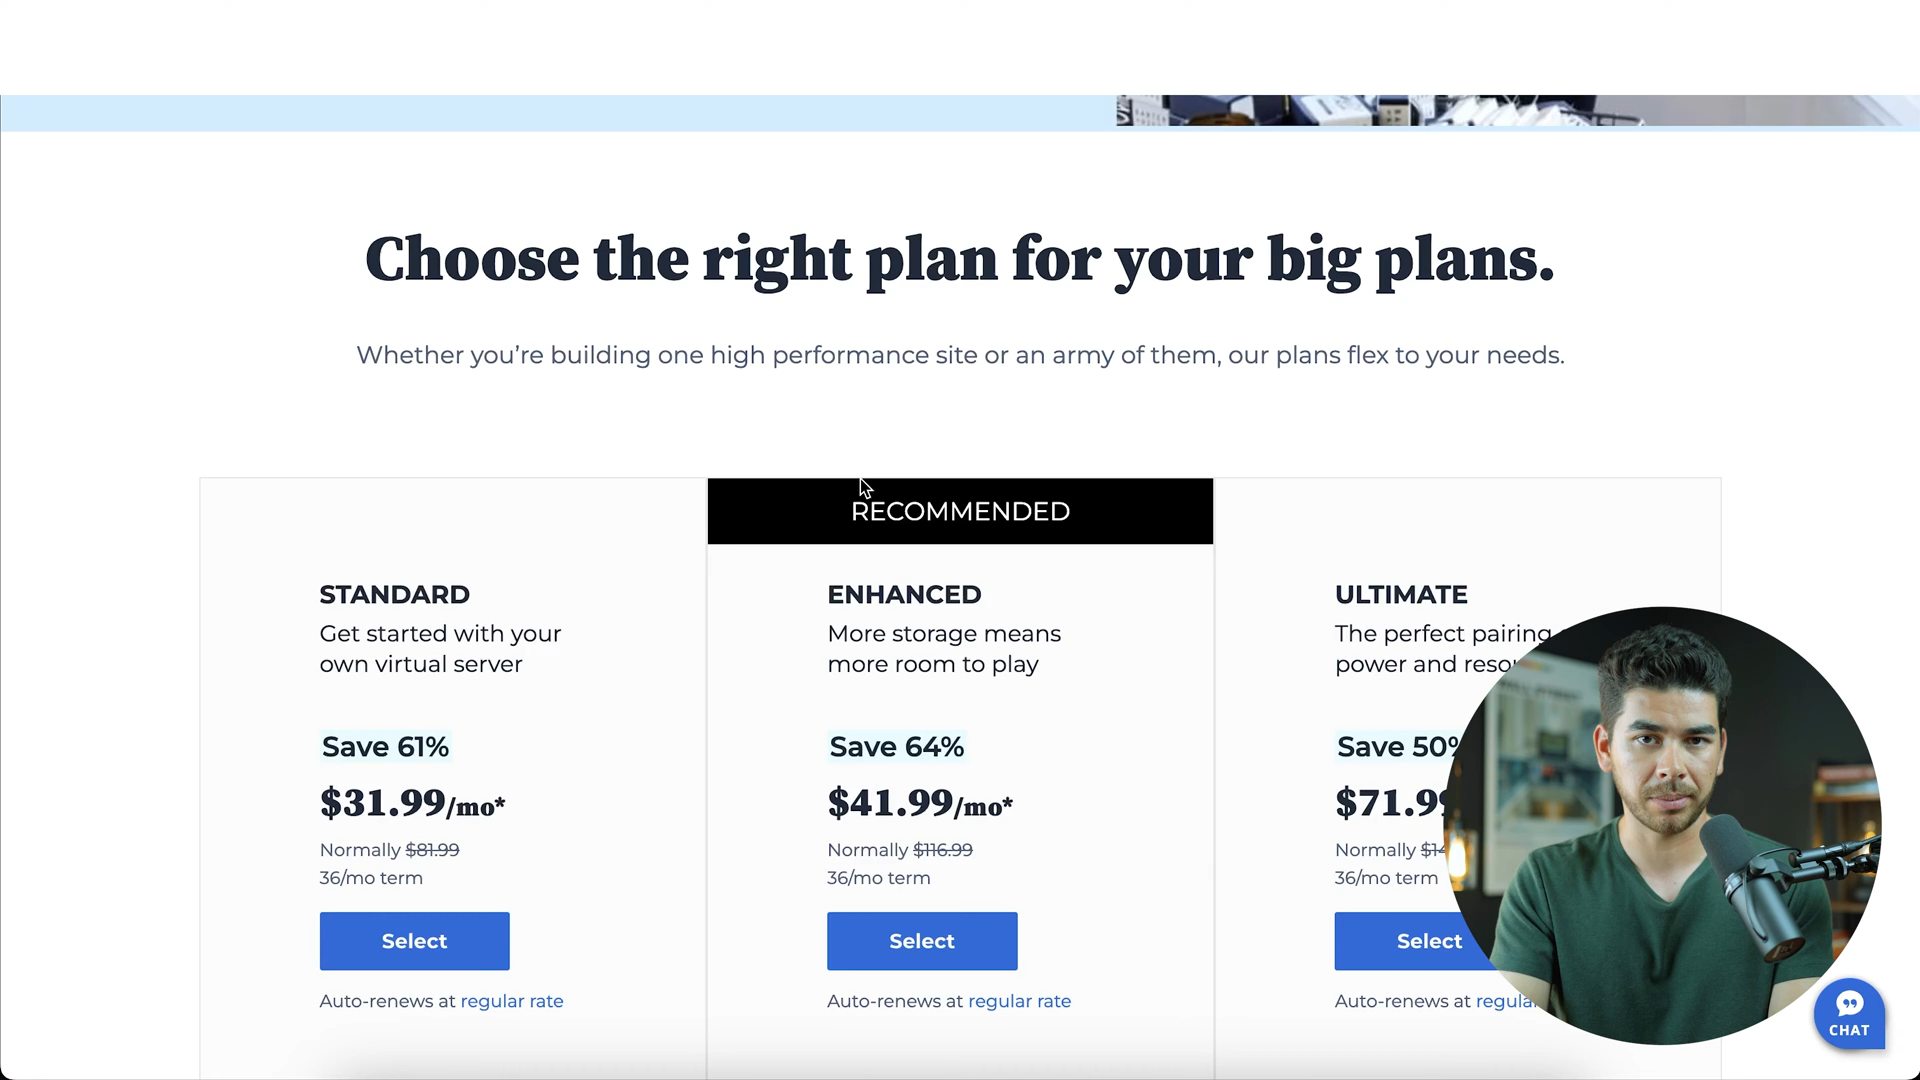 Choose the right plan for your big plans.
Whether you’re building one high performance site or an army of them, our plans flex to your needs.
RECOMMENDED
STANDARD
Get started with your
own virtual server
Save 61%
$31.99/mo*
Normally $81.99
36/mo term
Select
Auto-renews at regular rate
ENHANCED
More storage means
more room to play
Save 64%
$41.99/mo*
Normally $116.99
36/mo term
Select
Auto-renews at regular rate
ULTIMATE
The perfect pairing
power and
Save 50%
Normally
36/mo term
Select
Auto-renews at
CHAT